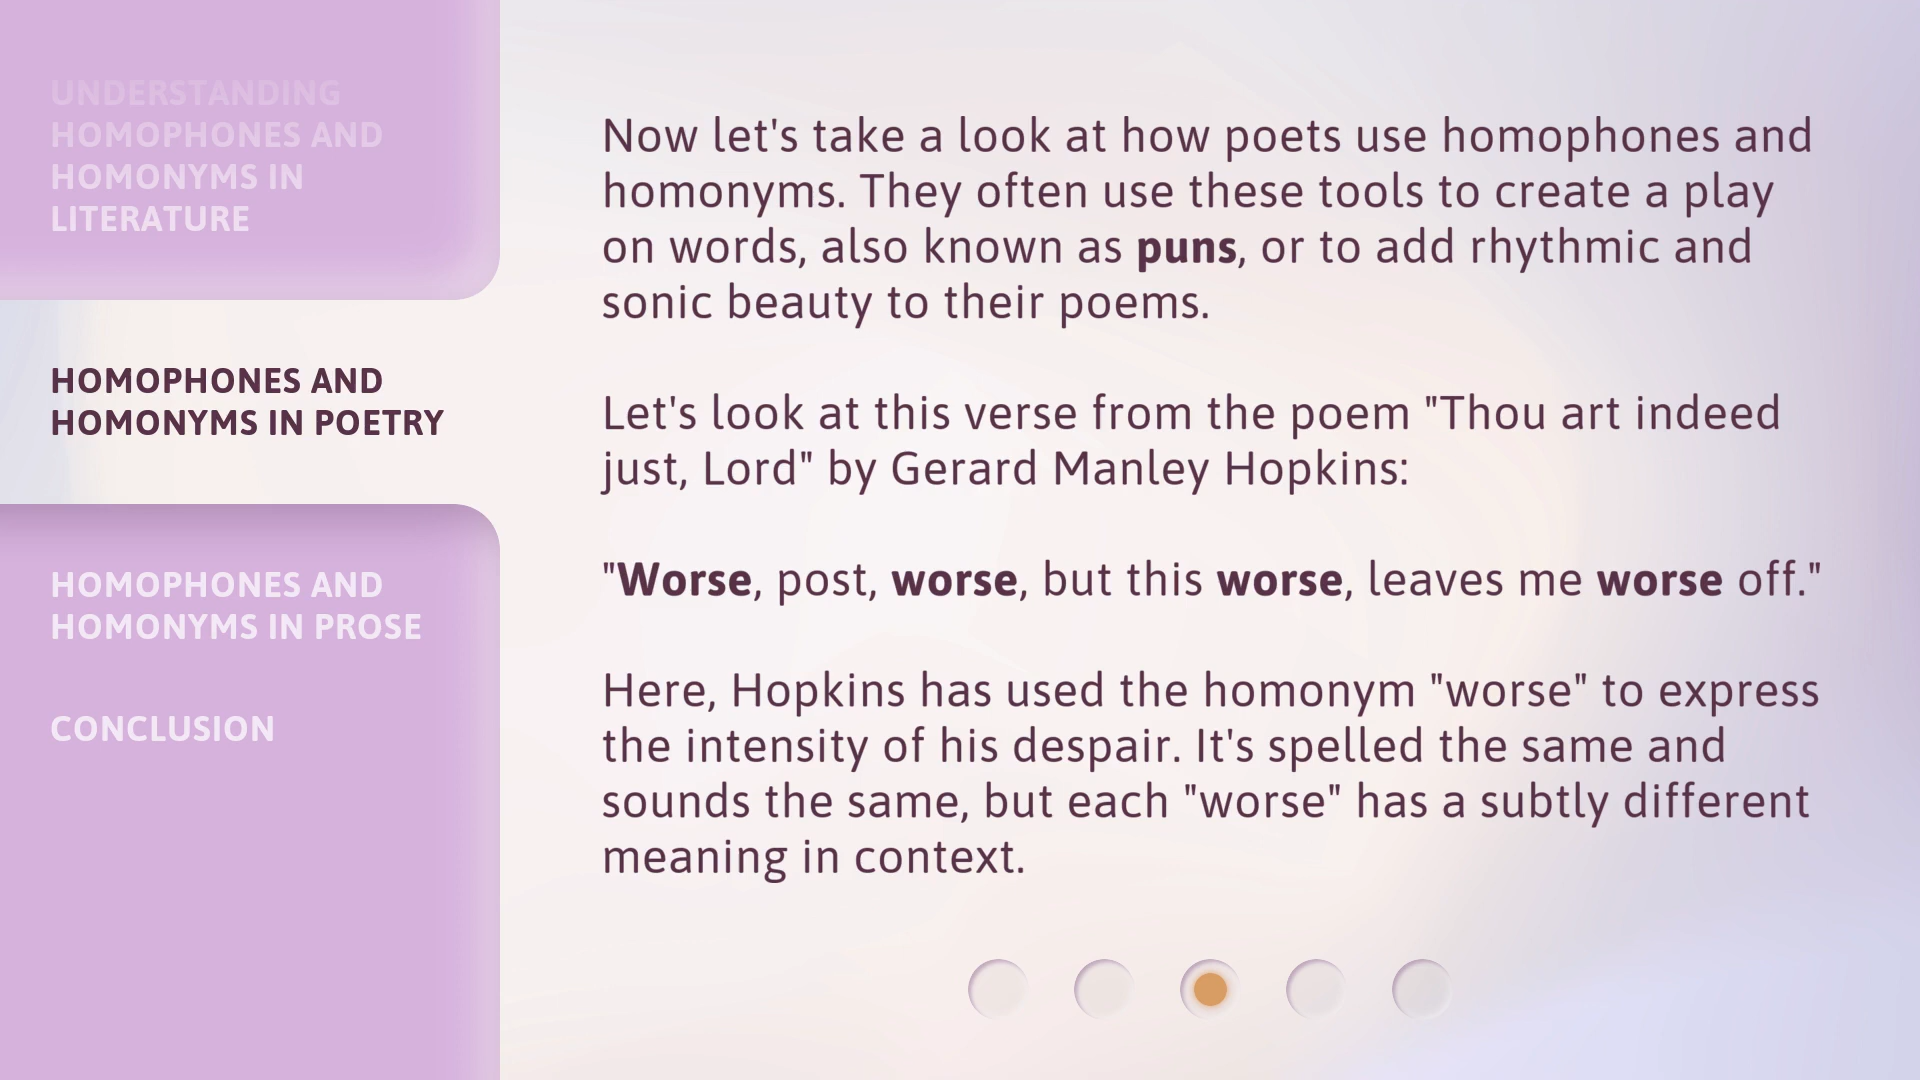 UNDERSTANDING
HOMOPHONES AND
HOMONYMS IN
LITERATURE
HOMOPHONES AND
HOMONYMS IN POETRY
HOMOPHONES AND
HOMONYMS IN PROSE
CONCLUSION
Now let's take a look at how poets use homophones and
homonyms. They often use these tools to create a play
on words, also known as puns, or to add rhythmic and
sonic beauty to their poems.
Let's look at this verse from the poem "Thou art indeed
just, Lord" by Gerard Manley Hopkins:
"Worse, post, worse, but this worse, leaves me worse off."
Here, Hopkins has used the homonym "worse" to express
the intensity of his despair. It's spelled the same and
sounds the same, but each "worse" has a subtly different
meaning in context.